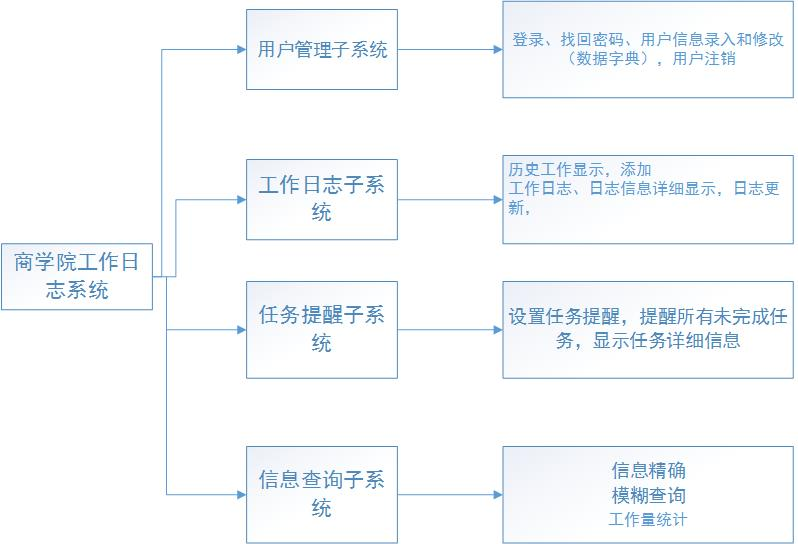 用户管理子系统
登录、找回密码、用户信息录入和修改
（数据字典），用户注销
工作日志子系
统
历史工作显示，添加
工作日志、日志信息详细显示，日志更
新，
商学院工作日
志系统
任务提醒子系
统
设置任务提醒，提醒所有未完成任
务，显示任务详细信息
信息查询子系
统
信息精确
模糊查询
工作量统计